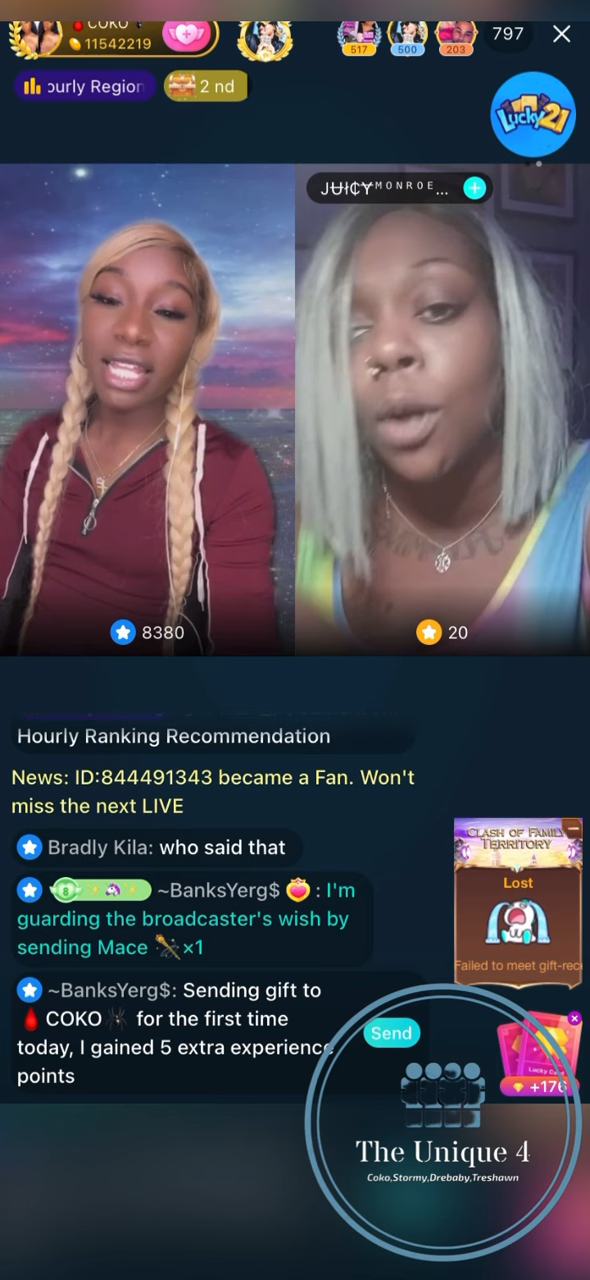 COKO
11542219
517
500
203
797
ourly Region
2 nd
Lucky21
JUICY MONROE...
8380
20
Hourly Ranking Recommendation
News: ID:844491343 became a Fan. Won't
miss the next LIVE
Bradly Kila: who said that
8
~BanksYerg$ : I'm
guarding the broadcaster's wish by
sending Mace ×1
~BanksYerg$: Sending gift to
COKO for the first time
today, I gained 5 extra experience
points
CLASH OF FAMILY
TERRITORY
Lost
Failed to meet gift-rec
Send
Lucky Card
+176
The Unique 4
Coko,Stormy,Drebaby,Treshawn